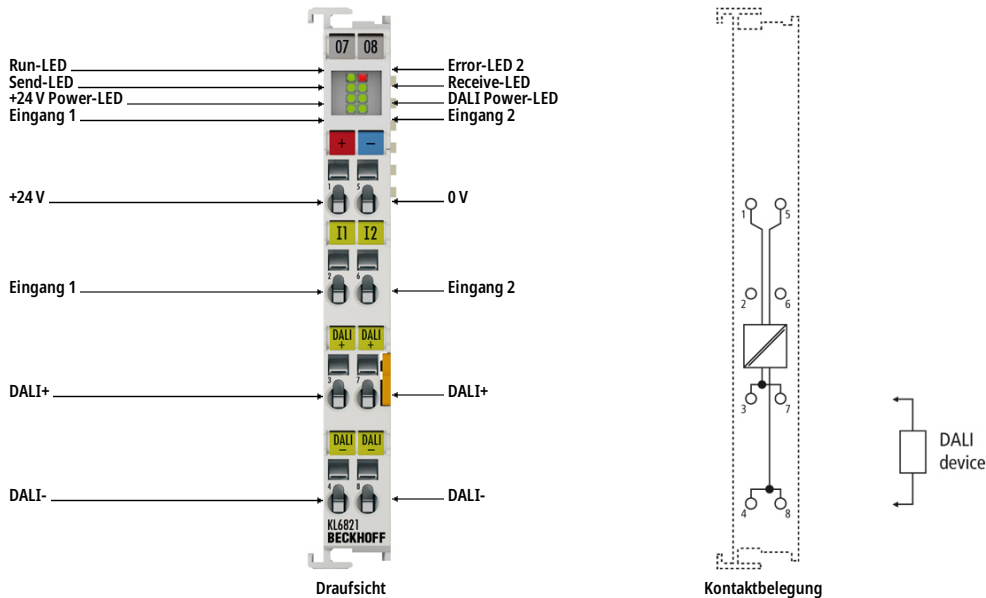 07 08
Run-LED
Send-LED
+24 V Power-LED
Eingang 1
Error-LED 2
Receive-LED
DALI Power-LED
Eingang 2
+ −
1 5
+24 V
0 V
I1 I2
2 6
Eingang 1
Eingang 2
DALI + DALI +
3 7
DALI+
DALI+
DALI − DALI −
4 8
DALI-
DALI-
KL6821
BECKHOFF
Draufsicht
1 5
2 6
3 7
4 8
DALI
device
Kontaktbelegung